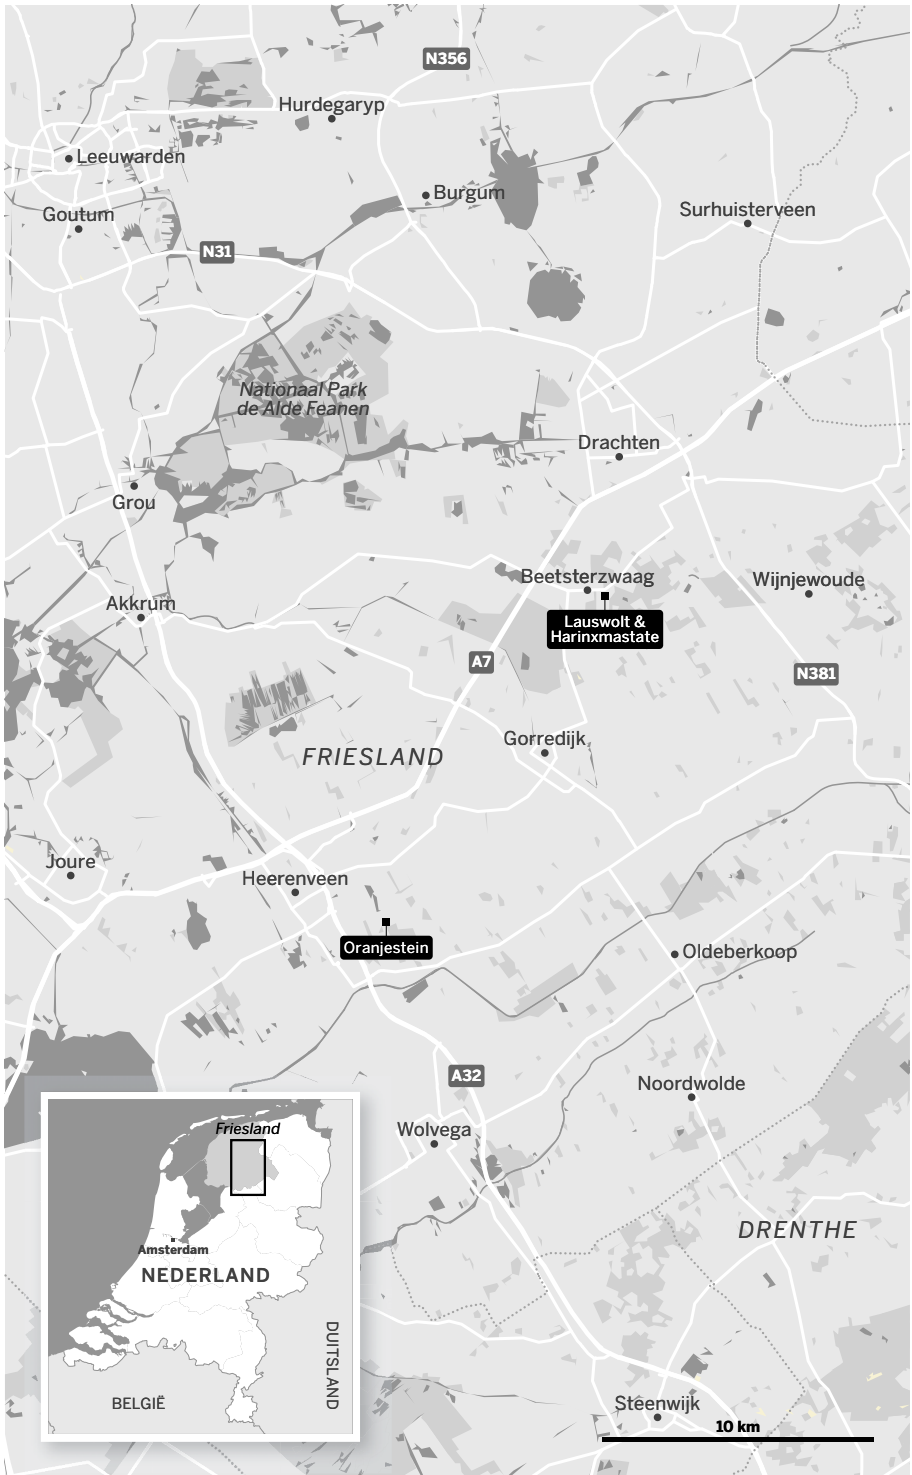 N356
Hurdegaryp
Leeuwarden
Burgum
Goutum
Surhuisterveen
N31
Nationaal Park
de Alde Feanen
Drachten
Grou
Beetsterzwaag
Wijnjewoude
Akkrum
Lauswolt &
Harinxmastate
A7
N381
Gorredijk
FRIESLAND
Joure
Heerenveen
Oranjestein
Oldeberkoop
A32
Noordwolde
Wolvega
Friesland
DRENTHE
Amsterdam
NEDERLAND
DUITSLAND
BELGIË
Steenwijk
10 km